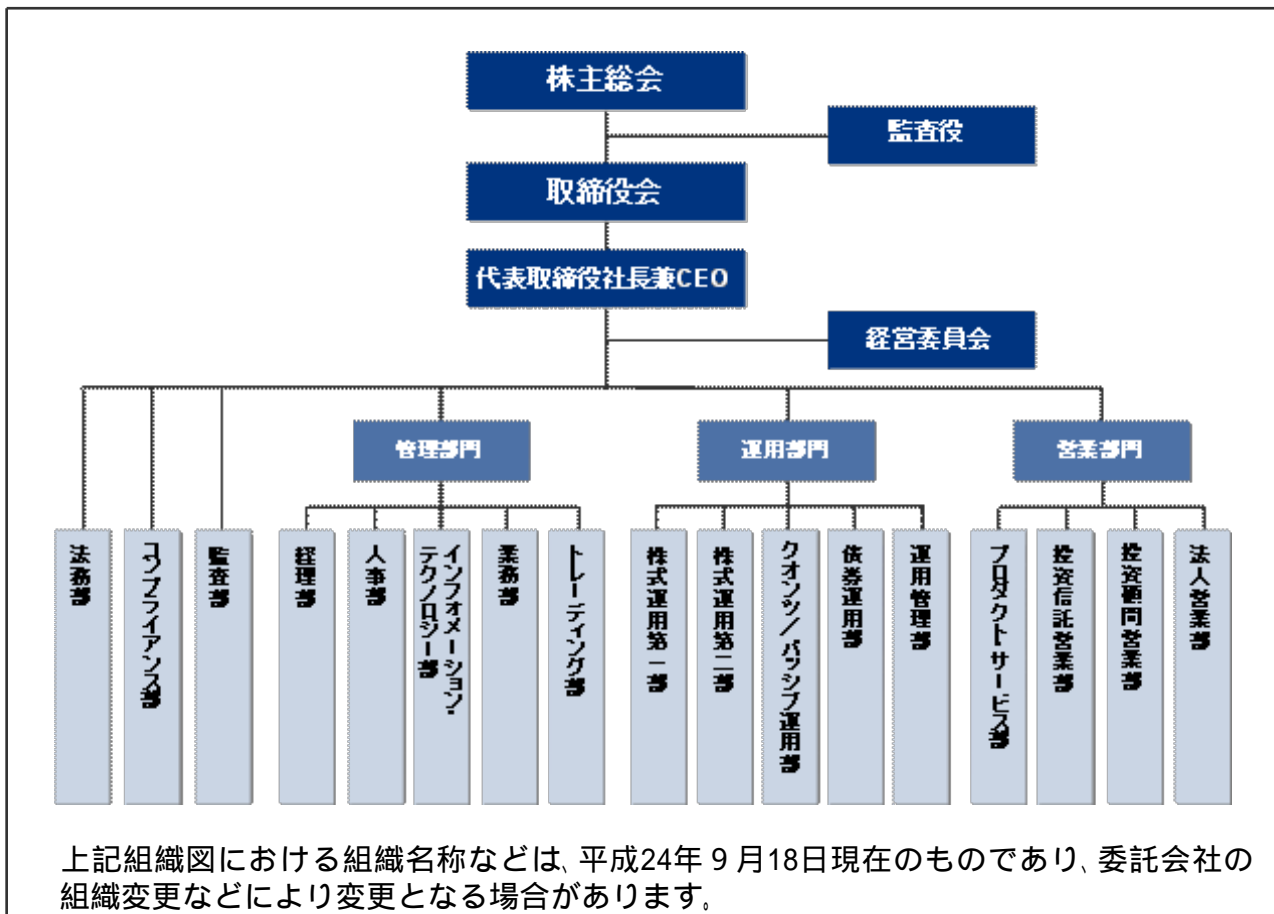 株主総会
監査役
取締役会
代表取締役社長兼CEO
経営委員会
管理部門
運用部門
営業部門
法務部
コンプライアンス部
監査部
経理部
人事部
インフォメーション・
テクノロジー部
業務部
トレーディング部
株式運用第一部
株式運用第二部
クオンツ／パッシブ運用部
債券運用部
運用管理部
プロダクトサービス部
投資信託営業部
投資顧問営業部
法人営業部
上記組織図における組織名称などは、平成24年９月18日現在のものであり、委託会社の
組織変更などにより変更となる場合があります。